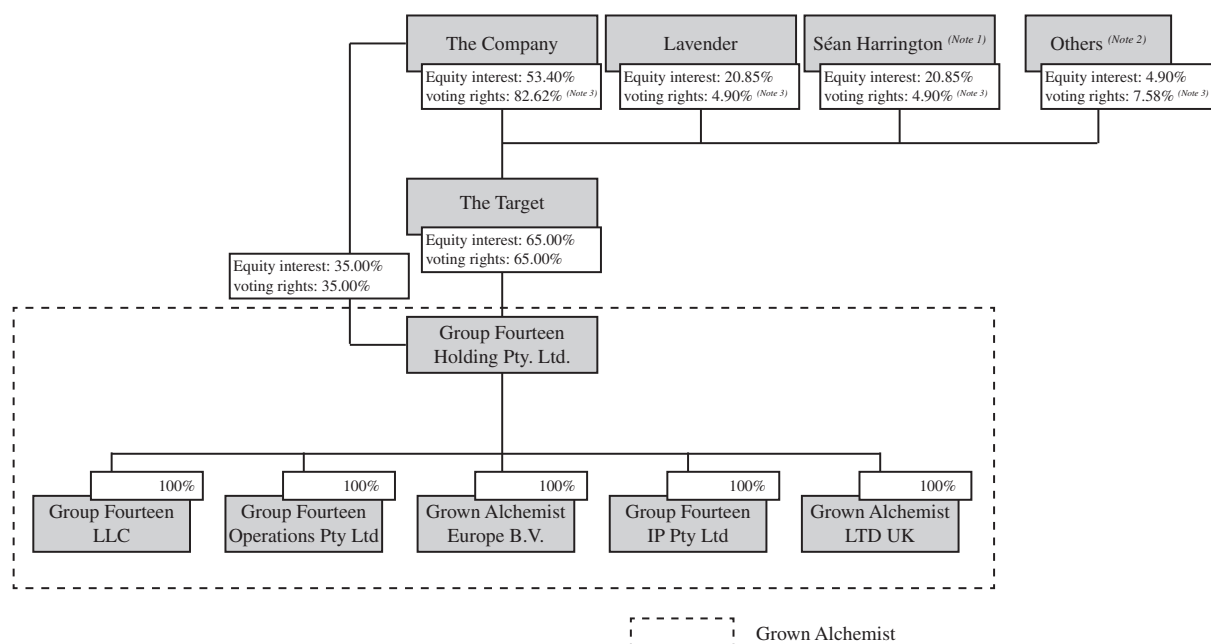 The Company
Lavender
Séan Harrington (Note 1)
Others (Note 2)
Equity interest: 53.40%
voting rights: 82.62% (Note 3)
Equity interest: 20.85%
voting rights: 4.90% (Note 3)
Equity interest: 20.85%
voting rights: 4.90% (Note 3)
Equity interest: 4.90%
voting rights: 7.58% (Note 3)
The Target
Equity interest: 65.00%
voting rights: 65.00%
Equity interest: 35.00%
voting rights: 35.00%
Group Fourteen
Holding Pty. Ltd.
100%
100%
100%
100%
100%
Group Fourteen
LLC
Group Fourteen
Operations Pty Ltd
Grown Alchemist
Europe B.V.
Group Fourteen
IP Pty Ltd
Grown Alchemist
LTD UK
Grown Alchemist